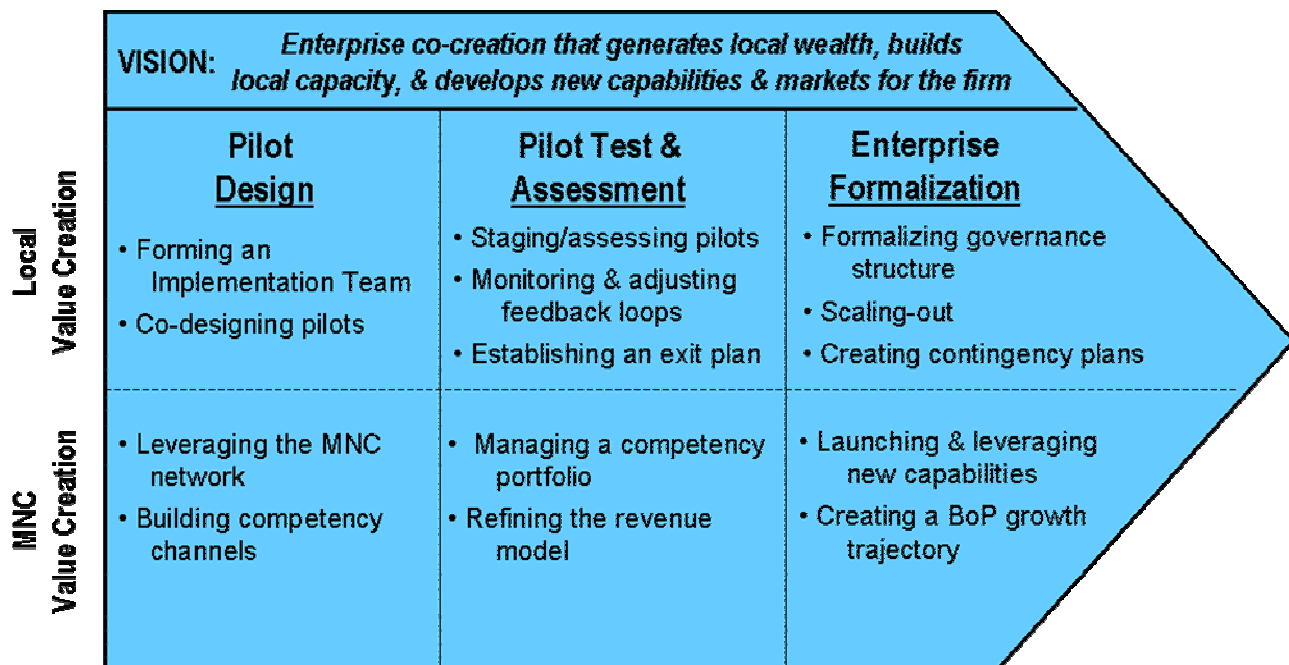 VISION: Enterprise co-creation that generates local wealth, builds
local capacity, & develops new capabilities & markets for the firm
Local
Value Creation
Pilot
Design
• Forming an
Implementation Team
• Co-designing pilots
Pilot Test &
Assessment
• Staging/assessing pilots
• Monitoring & adjusting
feedback loops
• Establishing an exit plan
Enterprise
Formalization
• Formalizing governance
structure
• Scaling-out
• Creating contingency plans
MNC
Value Creation
• Leveraging the MNC
network
• Building competency
channels
• Managing a competency
portfolio
• Refining the revenue
model
• Launching & leveraging
new capabilities
• Creating a BoP growth
trajectory